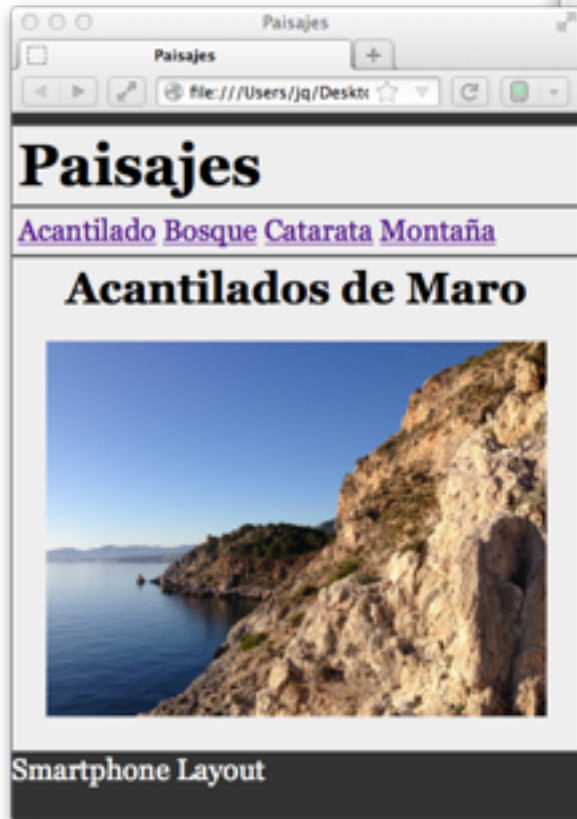 Paisajes
Paisajes
file:///Users/jq/Deskto
Paisajes
Acantilado Bosque Catarata Montaña
Acantilados de Maro
Smartphone Layout